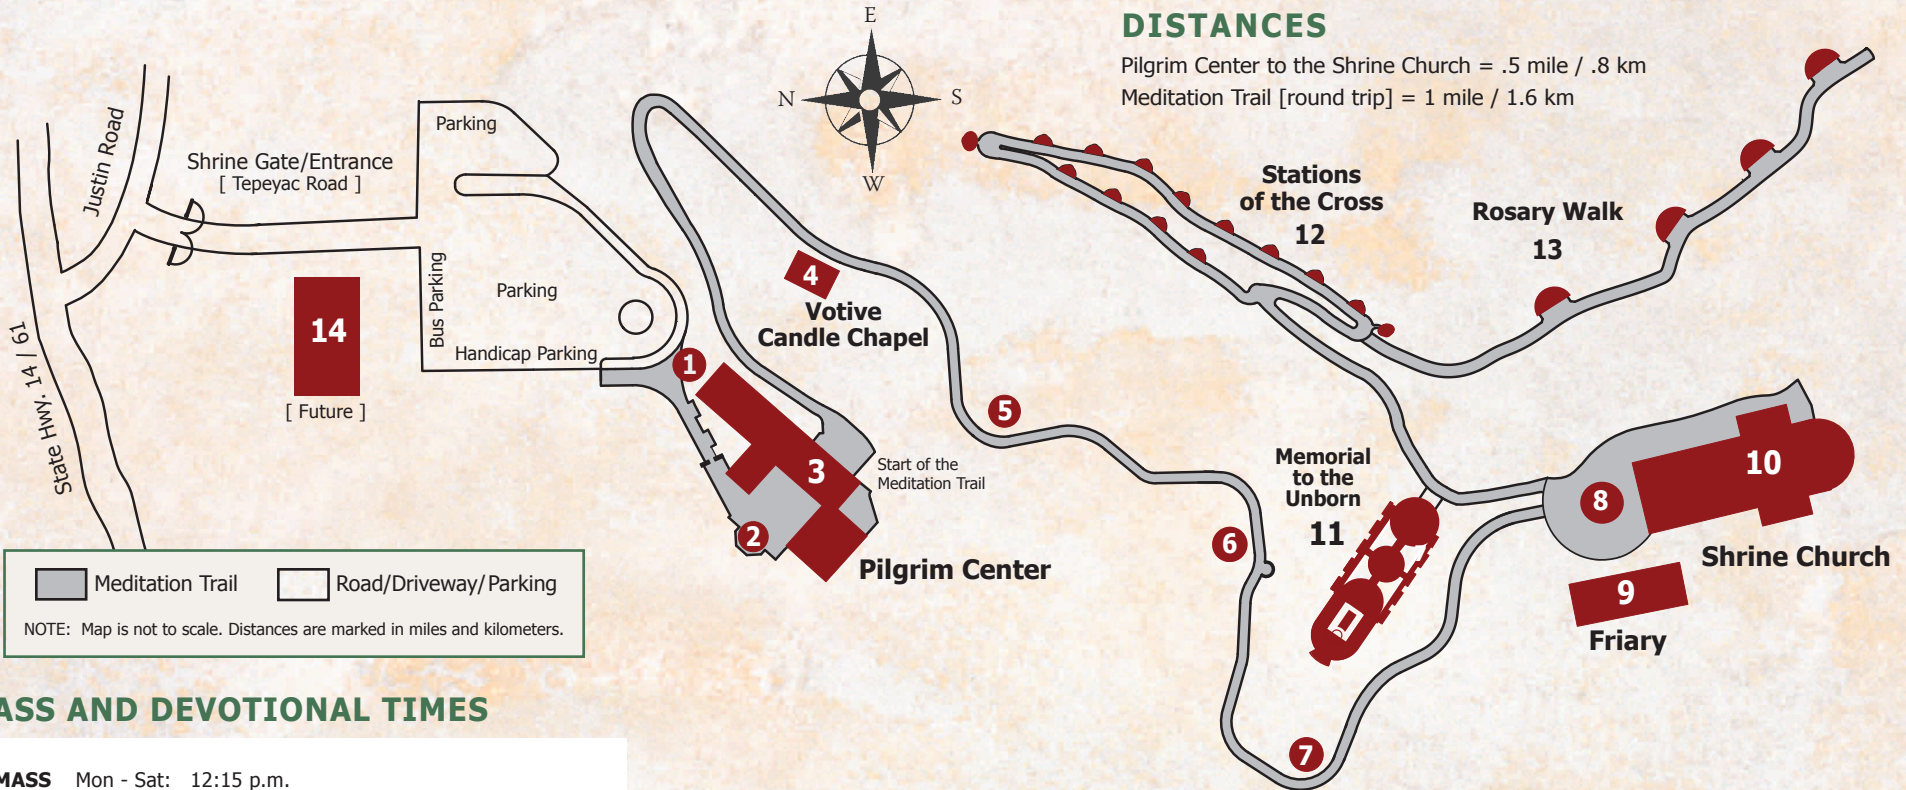 E
N
S
W
DISTANCES
Pilgrim Center to the Shrine Church = .5 mile / .8 km
Meditation Trail [round trip] = 1 mile / 1.6 km
Justin Road
State Hwy. 14 / 61
Shrine Gate/Entrance
[ Tepeyac Road ]
Parking
Bus Parking
Parking
Handicap Parking
14
[ Future ]
1
2
3
Start of the
Meditation Trail
Pilgrim Center
4
Votive
Candle Chapel
5
6
7
Stations
of the Cross
12
Rosary Walk
13
Memorial
to the
Unborn
11
8
10
Shrine Church
9
Friary
Meditation Trail
Road/Driveway/Parking
NOTE: Map is not to scale. Distances are marked in miles and kilometers.
ASS AND DEVOTIONAL TIMES
MASS Mon - Sat: 12:15 p.m.